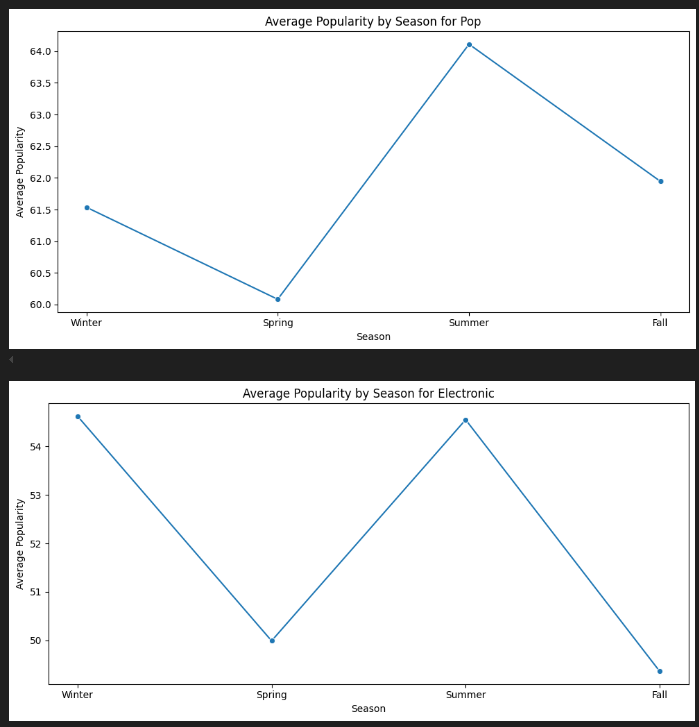 Average Popularity by Season for Pop
64.0
63.5
63.0
62.5
62.0
61.5
61.0
60.5
60.0
Average Popularity
Winter Spring Summer Fall
Season
Average Popularity by Season for Electronic
54
53
52
51
50
Average Popularity
Winter Spring Summer Fall
Season